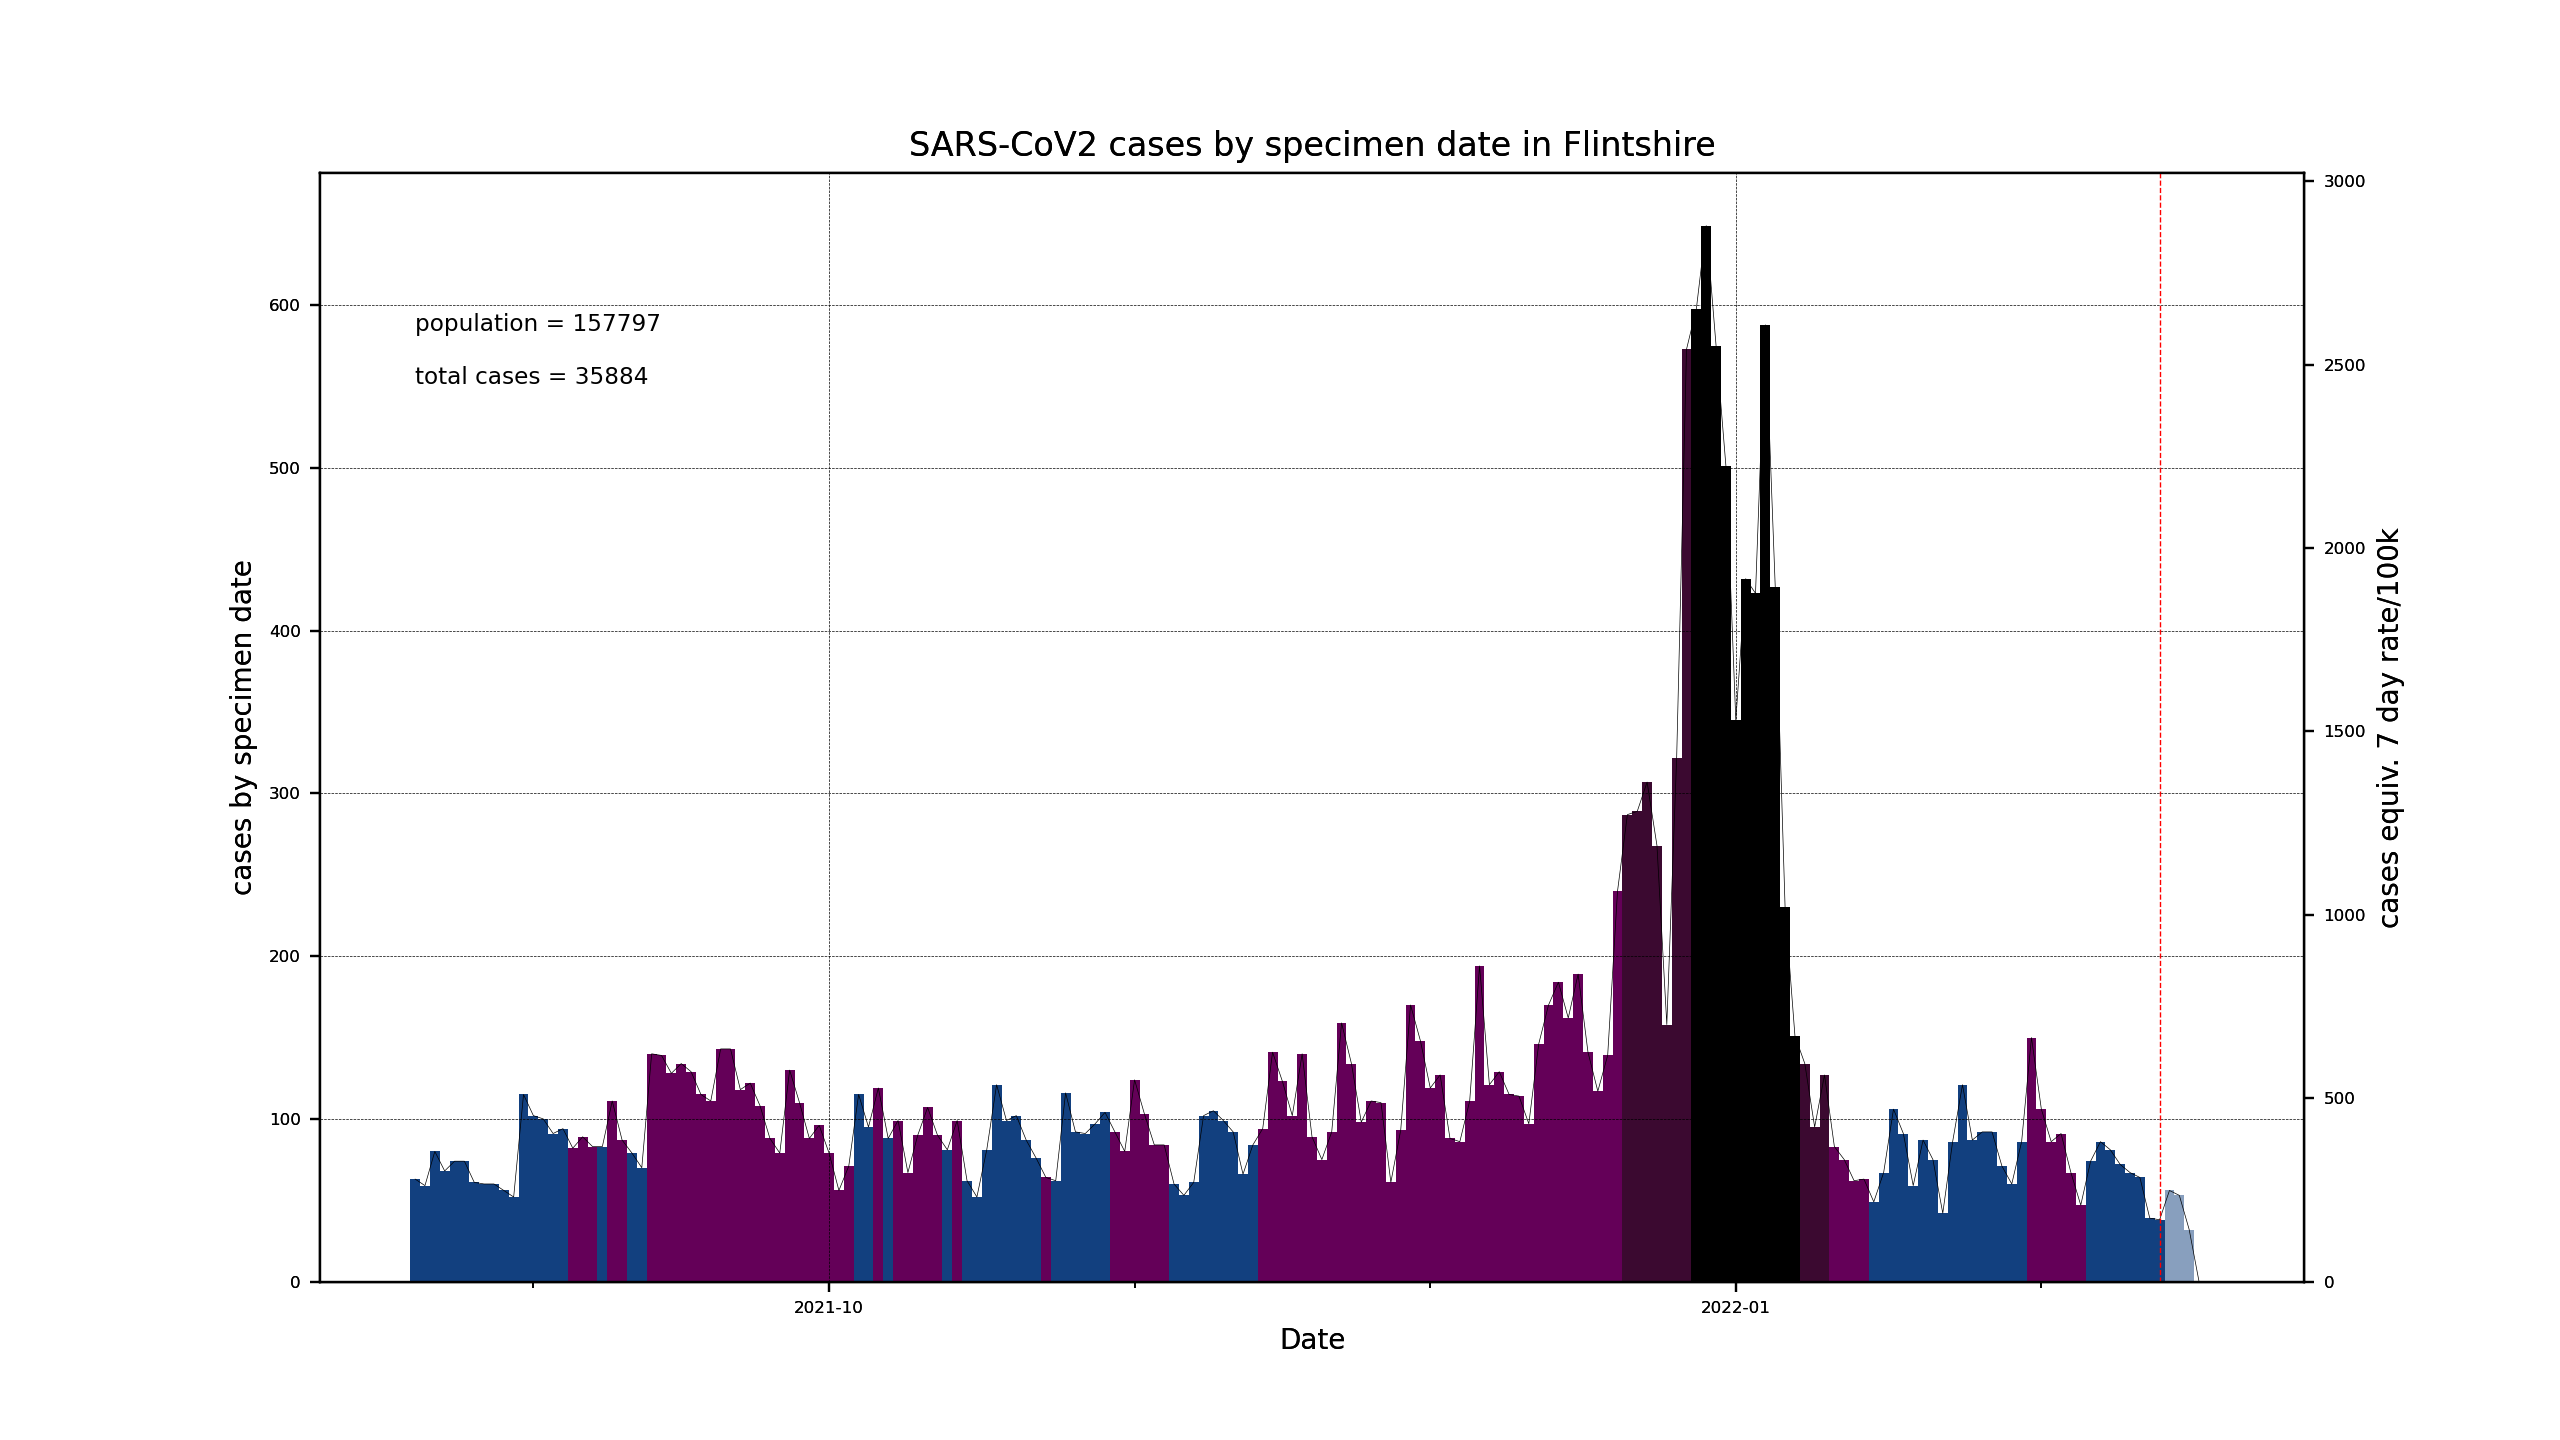 SARS-CoV2 cases by specimen date in Flintshire
population = 157797
total cases = 35884
cases by specimen date
600
500
400
300
200
100
0
3000
2500
2000
1500
1000
500
0
cases equiv. 7 day rate/100k
2021-10
2022-01
Date